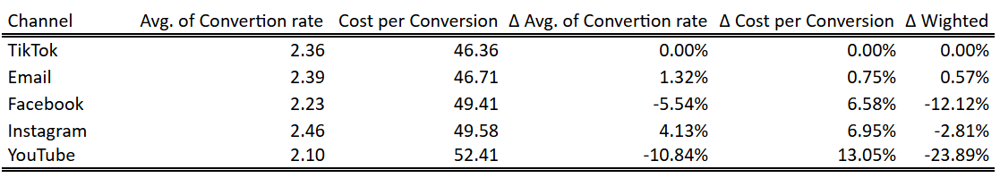 Channel Avg. of Convertion rate Cost per Conversion Δ Avg. of Convertion rate Δ Cost per Conversion Δ Wighted
TikTok 2.36 46.36 0.00% 0.00% 0.00%
Email 2.39 46.71 1.32% 0.75% 0.57%
Facebook 2.23 49.41 -5.54% 6.58% -12.12%
Instagram 2.46 49.58 4.13% 6.95% -2.81%
YouTube 2.10 52.41 -10.84% 13.05% -23.89%